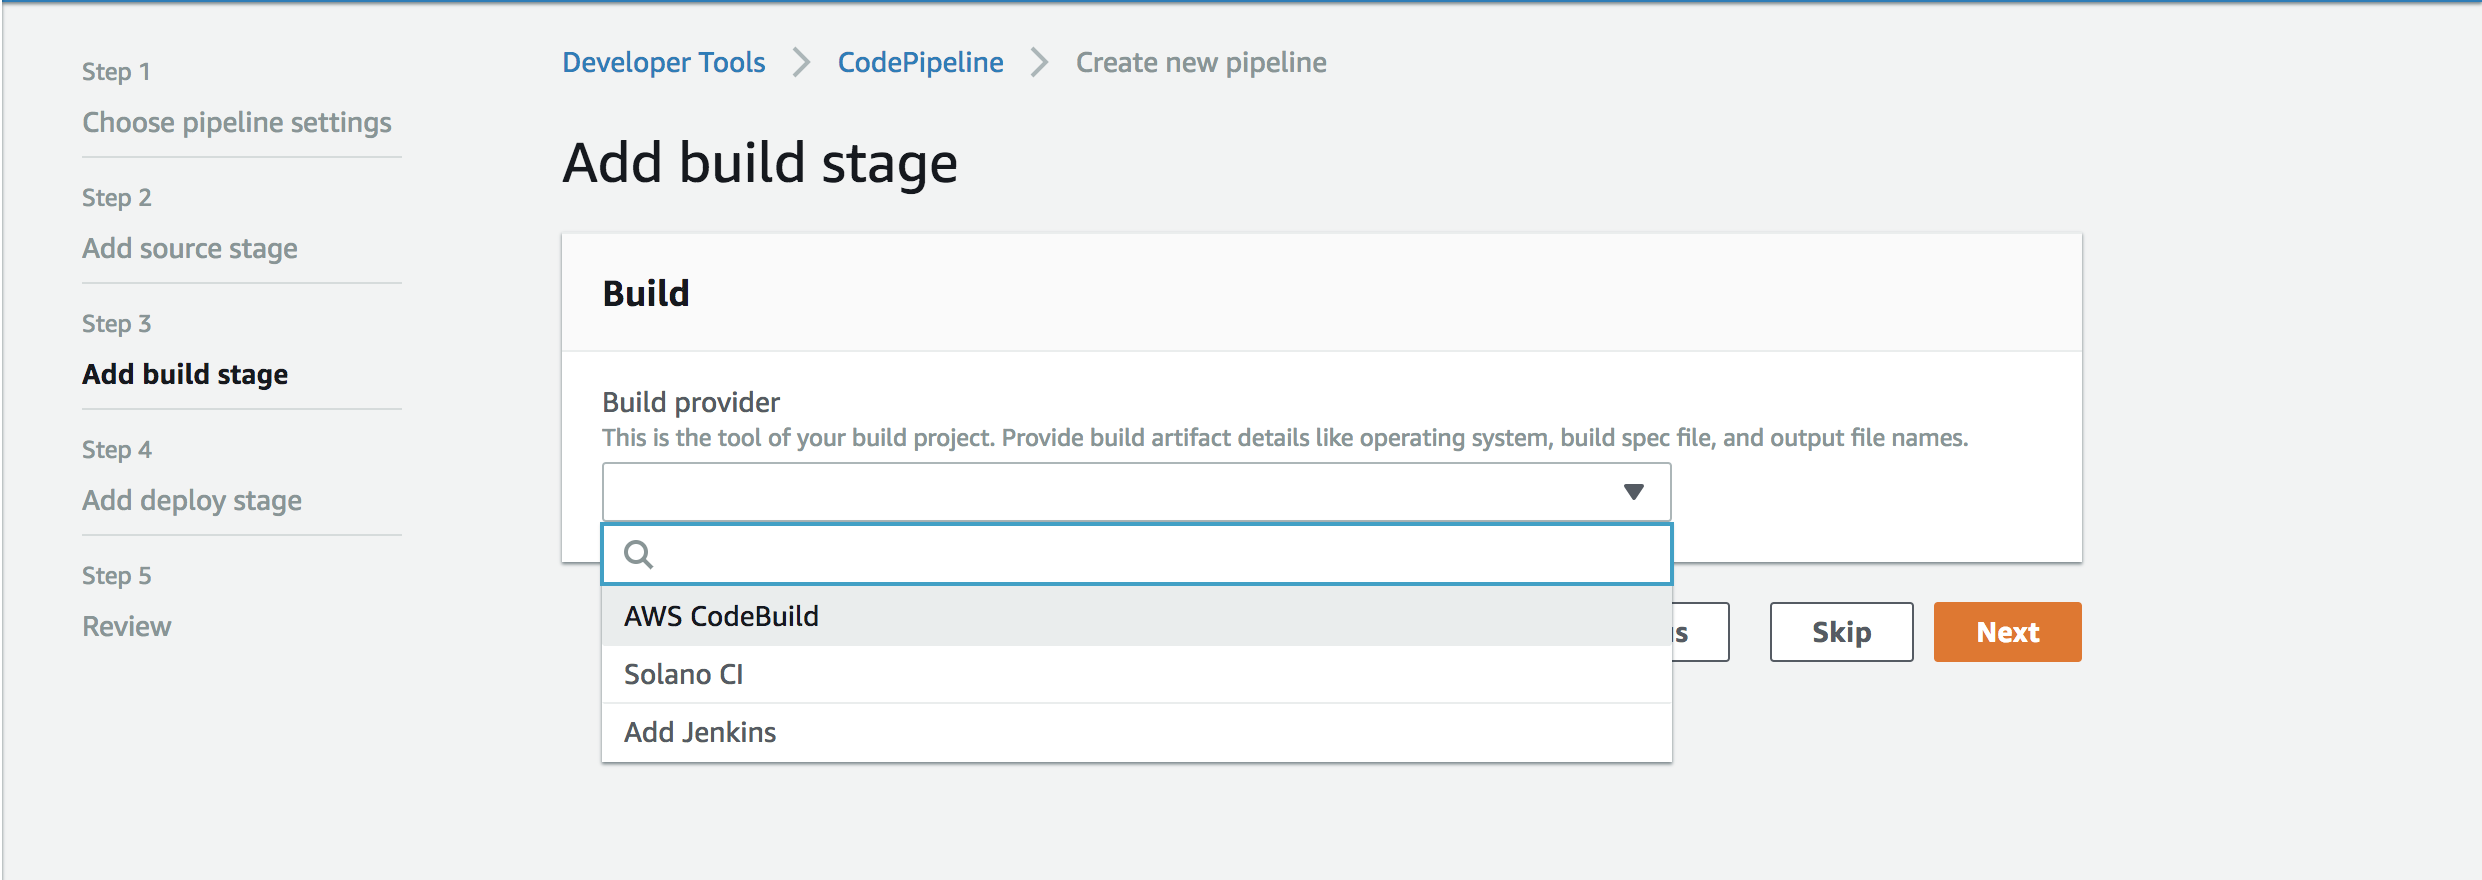 Step 1
Choose pipeline settings
Step 2
Add source stage
Step 3
Add build stage
Step 4
Add deploy stage
Step 5
Review
Developer Tools
CodePipeline
Create new pipeline
Add build stage
Build
Build provider
This is the tool of your build project. Provide build artifact details like operating system, build spec file, and output file names.
AWS CodeBuild
Solano CI
Add Jenkins
Skip
Next